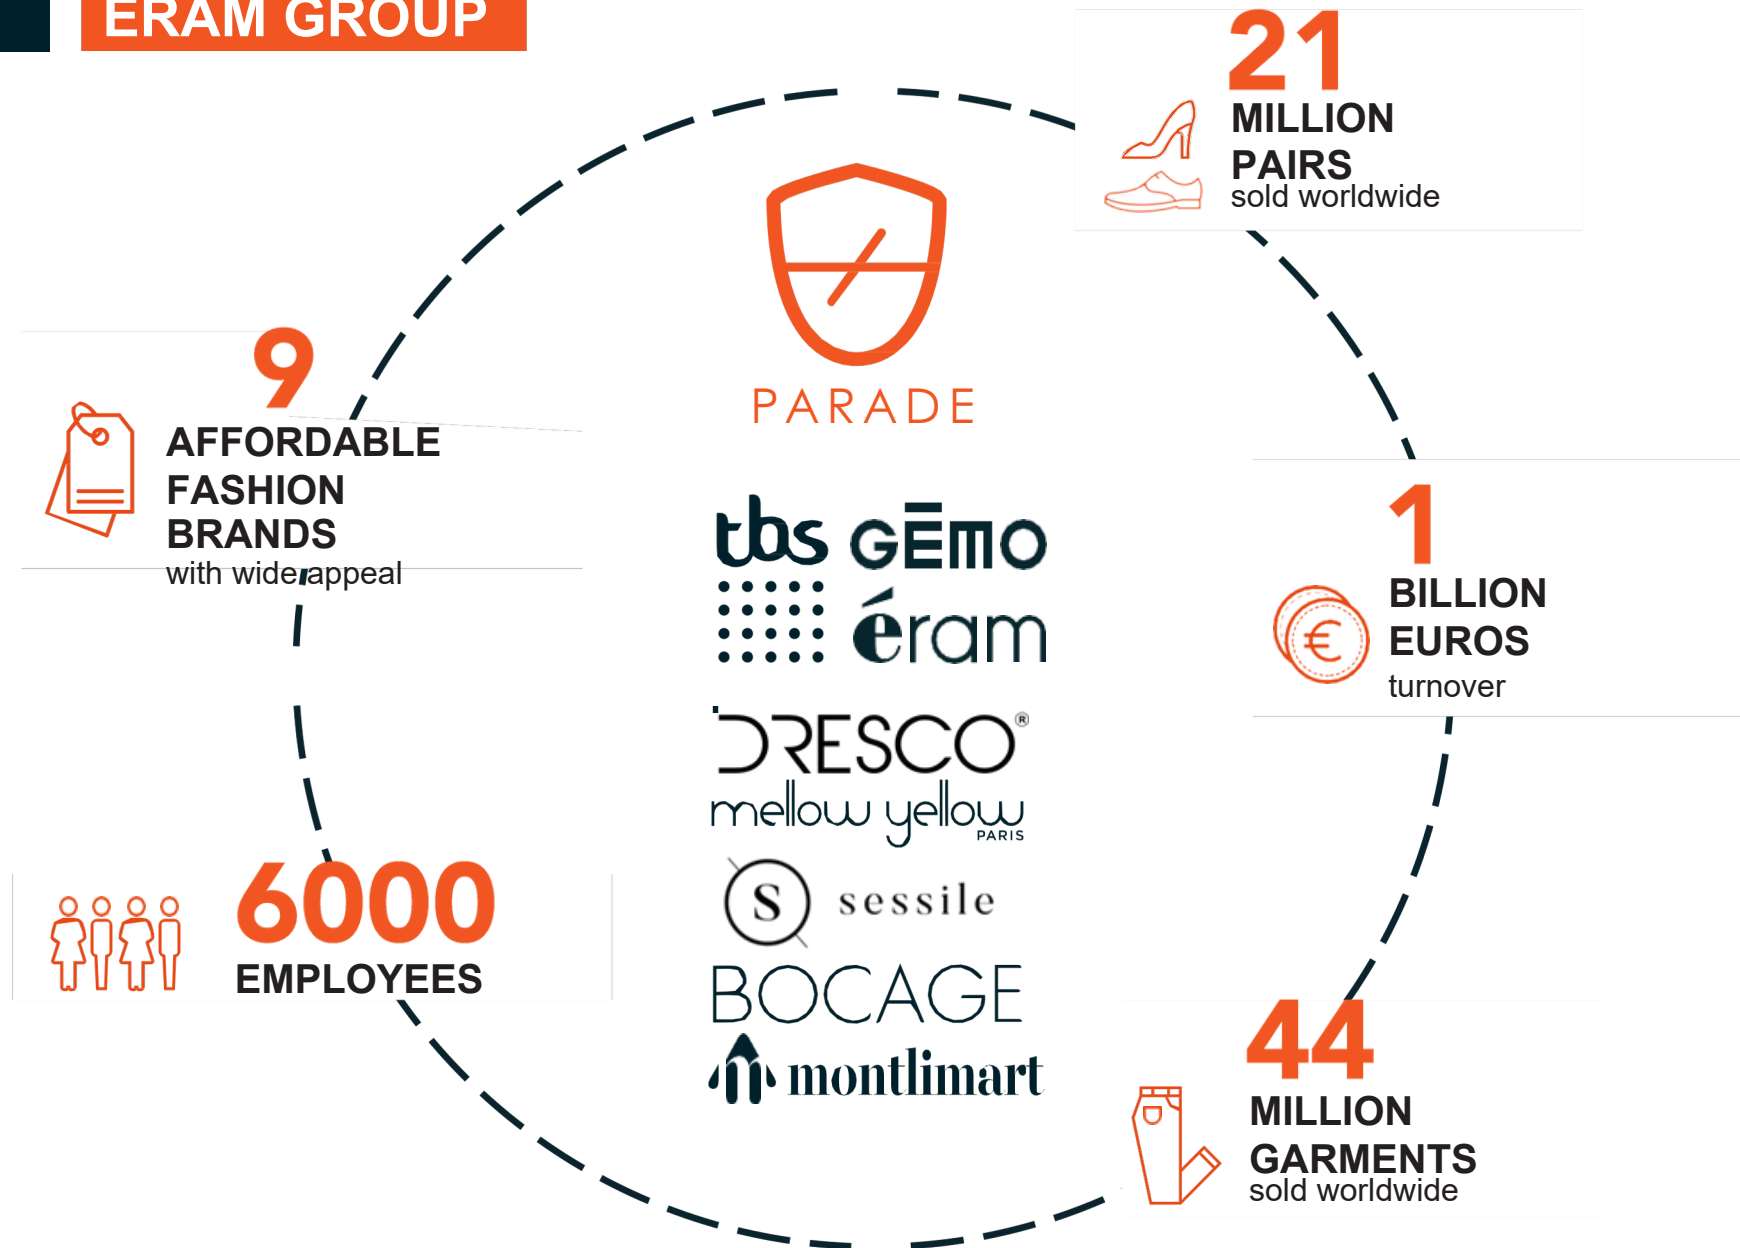 ERAM GROUP
21
MILLION
PAIRS
sold worldwide
PARADE
9
AFFORDABLE
FASHION
BRANDS
with wide appeal
tbs GĒMO
éram
1
BILLION
EUROS
turnover
DRESCO®
mellow yellow
PARIS
6000
EMPLOYEES
S sessile
BOCAGE
montlimart
44
MILLION
GARMENTS
sold worldwide